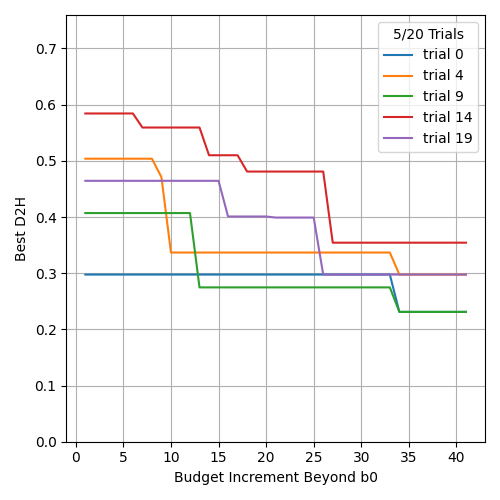 5/20 Trials
trial 0
trial 4
trial 9
trial 14
trial 19
0.7
0.6
0.5
0.4
0.3
0.2
0.1
0.0
Best D2H
0 5 10 15 20 25 30 35 40
Budget Increment Beyond b0